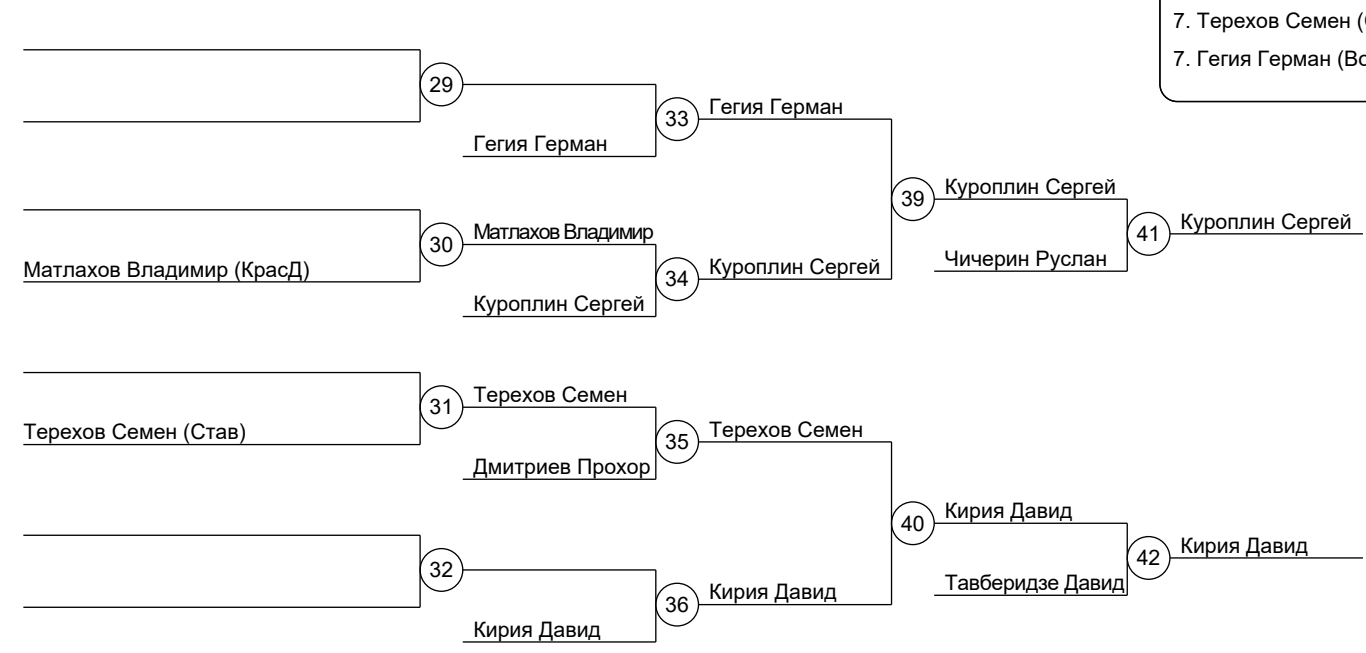 7. Терехов Семен (
7. Гегия Герман (Во
29
33
Гегия Герман
Гегия Герман
39
Куроплин Сергей
30
Матлахов Владимир
Матлахов Владимир (КрасД)
34
Куроплин Сергей
Куроплин Сергей
41
Куроплин Сергей
Чичерин Руслан
31
Терехов Семен
Терехов Семен (Став)
35
Терехов Семен
Дмитриев Прохор
40
Кирия Давид
32
36
Кирия Давид
Кирия Давид
42
Кирия Давид
Тавберидзе Давид